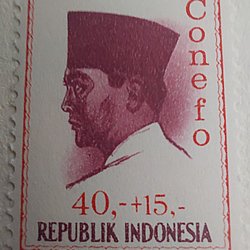 Conefo
40,-+15,-
REPUBLIK INDONESIA